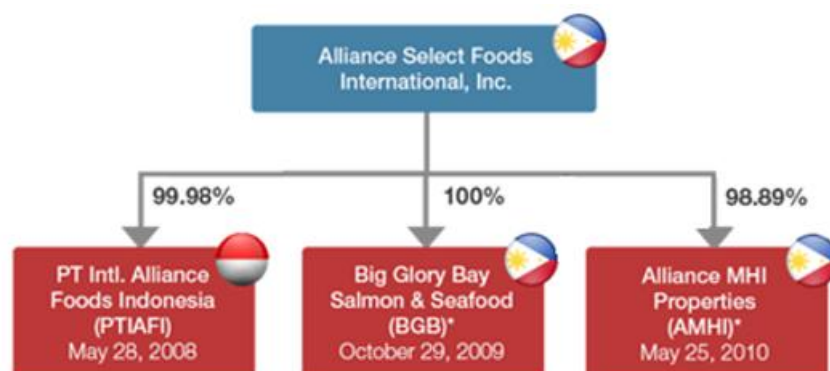 Alliance Select Foods
International, Inc.
99.98%
100%
98.89%
PT Intl. Alliance
Foods Indonesia
(PTIAFI)
May 28, 2008
Big Glory Bay
Salmon & Seafood
(BGB)*
October 29, 2009
Alliance MHI
Properties
(AMHI)*
May 25, 2010